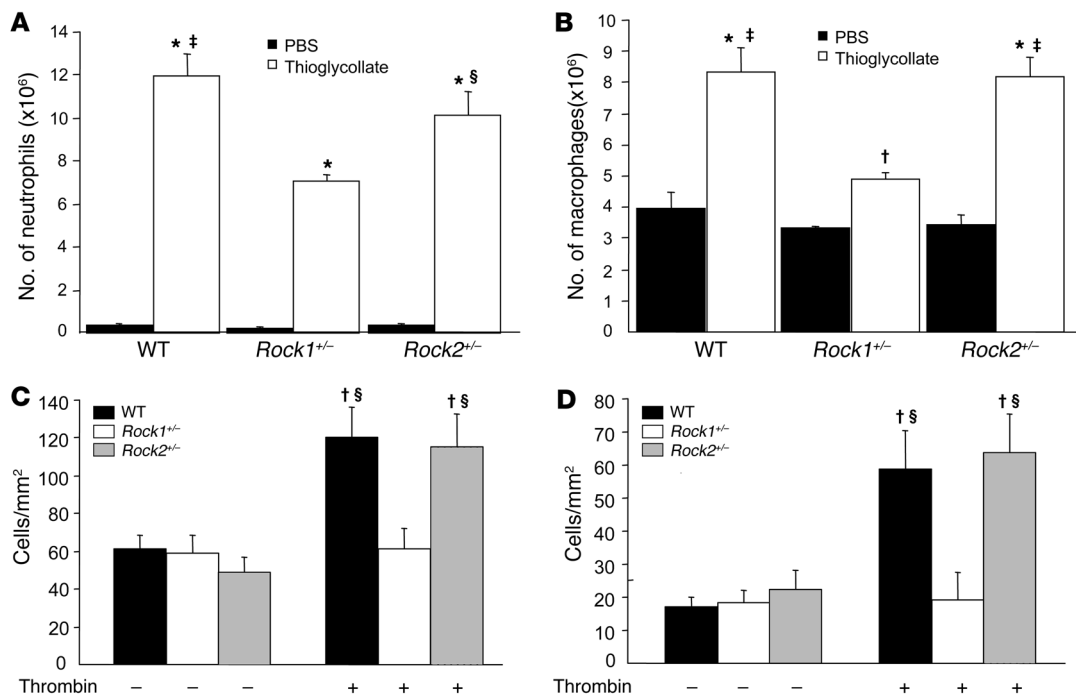 A
No. of neutrophils (x10⁶)
14
12
10
8
6
4
2
0
PBS
Thioglycollate
* ‡
*
* §
WT
Rock1⁺/⁻
Rock2⁺/⁻
B
No. of macrophages(x10⁶)
10
9
8
7
6
5
4
3
2
1
0
PBS
Thioglycollate
* ‡
†
* ‡
WT
Rock1⁺/⁻
Rock2⁺/⁻
C
Cells/mm²
140
120
100
80
60
40
20
0
WT
Rock1⁺/⁻
Rock2⁺/⁻
† §
† §
Thrombin – – – + + +
D
Cells/mm²
80
70
60
50
40
30
20
10
0
WT
Rock1⁺/⁻
Rock2⁺/⁻
† §
† §
Thrombin – – – + + +